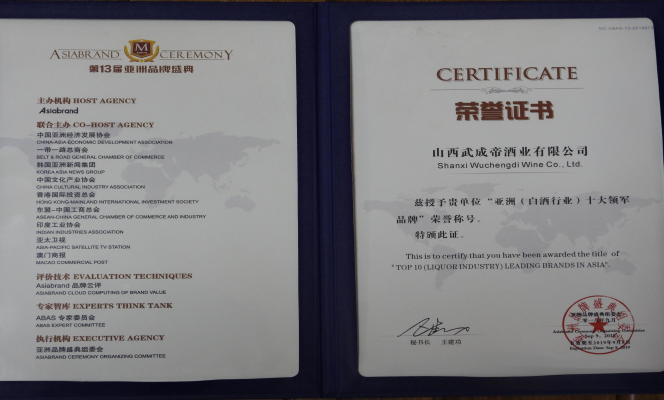 ASIABRAND CEREMONY
M
第13届亚洲品牌盛典
主办机构 HOST AGENCY
Asiabrand
联合主办 CO-HOST AGENCY
中国亚洲经济发展协会
CHINA-ASIA ECONOMIC DEVELOPMENT ASSOCIATION
一带一路总商会
BELT & ROAD GENERAL CHAMBER OF COMMERCE
韩国亚洲新闻集团
KOREA ASIA NEWS GROUP
中国文化产业协会
CHINA CULTURAL INDUSTRY ASSOCIATION
香港国际投资总会
HONG KONG-MAINLAND INTERNATIONAL INVESTMENT SOCIETY
东盟-中国工商总会
ASEAN-CHINA GENERAL CHAMBER OF COMMERCE AND INDUSTRY
印度工业协会
INDIAN INDUSTRIES ASSOCIATION
亚太卫视
ASIA-PACIFIC SATELLITE TV STATION
澳门商报
MACAO COMMERCIAL POST
评价技术 EVALUATION TECHNIQUES
Asiabrand 品牌云评
ASIABRAND CLOUD COMPUTING OF BRAND VALUE
专家智库 EXPERTS THINK TANK
ABAS 专家委员会
ABAS EXPERT COMMITTEE
执行机构 EXECUTIVE AGENCY
亚洲品牌盛典组委会
ASIABRAND CEREMONY ORGANIZING COMMITTEE
CERTIFICATE
荣誉证书
山西武成帝酒业有限公司
Shanxi Wuchengdi Wine Co., Ltd.
兹授予贵单位“亚洲（白酒行业）十大领军
品牌”荣誉称号。
特颁此证。
This is to certify that you have been awarded the title of
“TOP 10 (LIQUOR INDUSTRY) LEADING BRANDS IN ASIA”.
亚洲品牌盛典组委会
秘书长 王建功